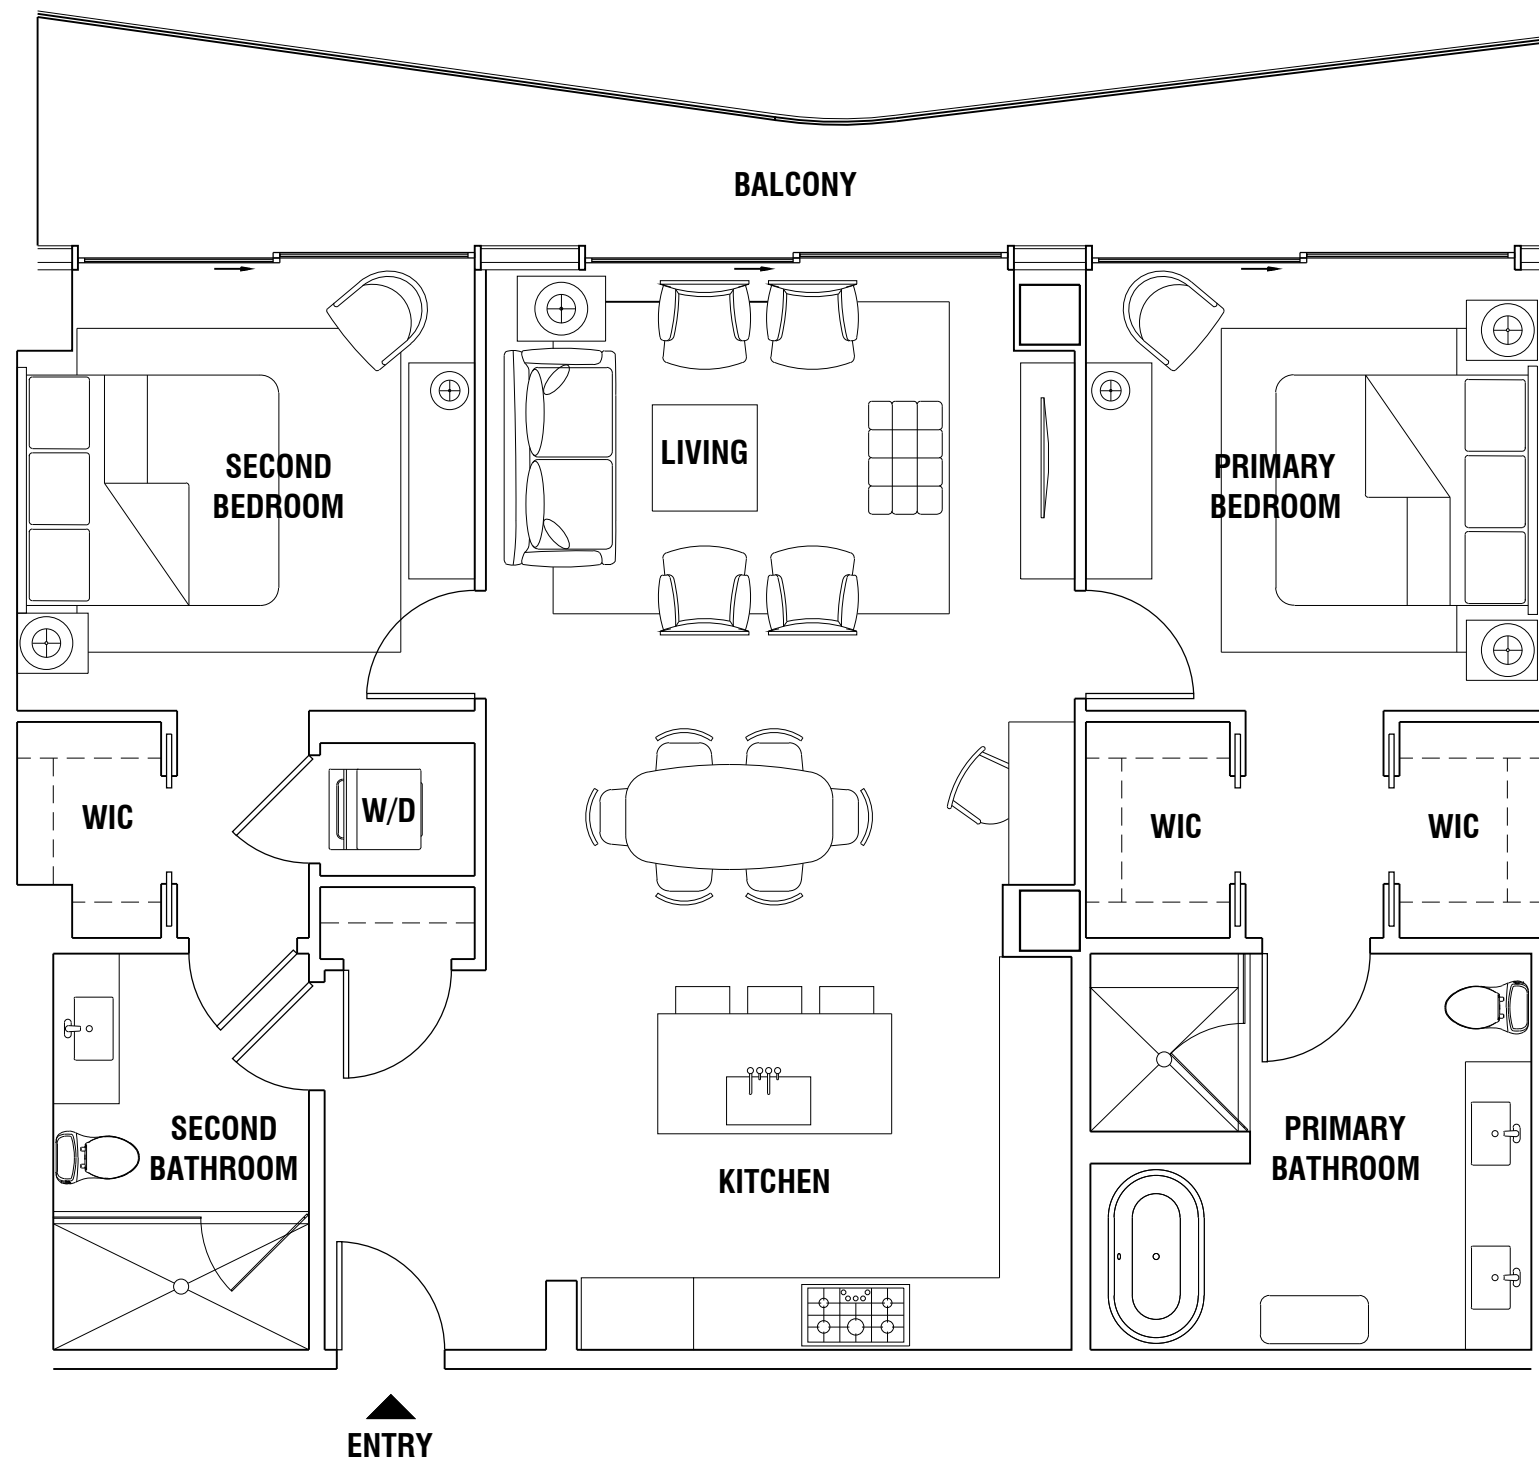 BALCONY
LIVING
SECOND
BEDROOM
PRIMARY
BEDROOM
WIC
W/D
WIC
WIC
SECOND
BATHROOM
KITCHEN
PRIMARY
BATHROOM
ENTRY